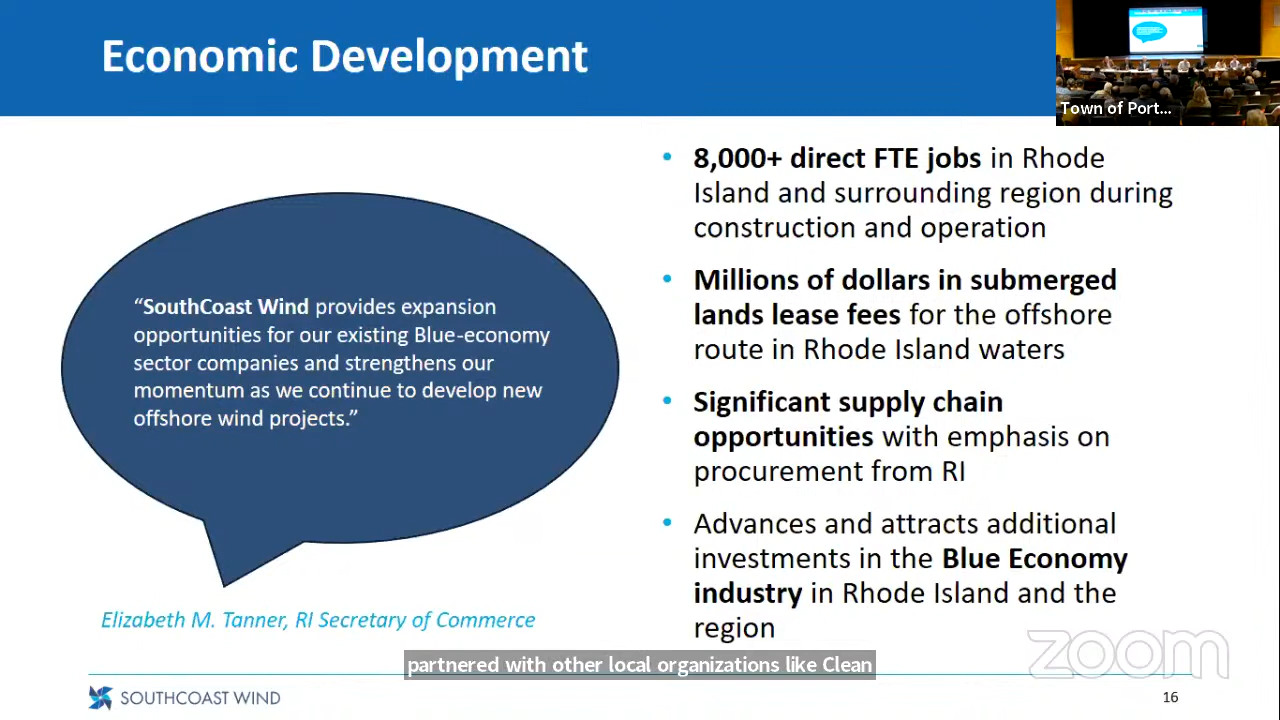 Economic Development
Town of Port...
“SouthCoast Wind provides expansion
opportunities for our existing Blue-economy
sector companies and strengthens our
momentum as we continue to develop new
offshore wind projects.”
Elizabeth M. Tanner, RI Secretary of Commerce
• 8,000+ direct FTE jobs in Rhode
Island and surrounding region during
construction and operation
• Millions of dollars in submerged
lands lease fees for the offshore
route in Rhode Island waters
• Significant supply chain
opportunities with emphasis on
procurement from RI
• Advances and attracts additional
investments in the Blue Economy
industry in Rhode Island and the
region
zoom
partnered with other local organizations like Clean
SOUTHCOAST WIND
16